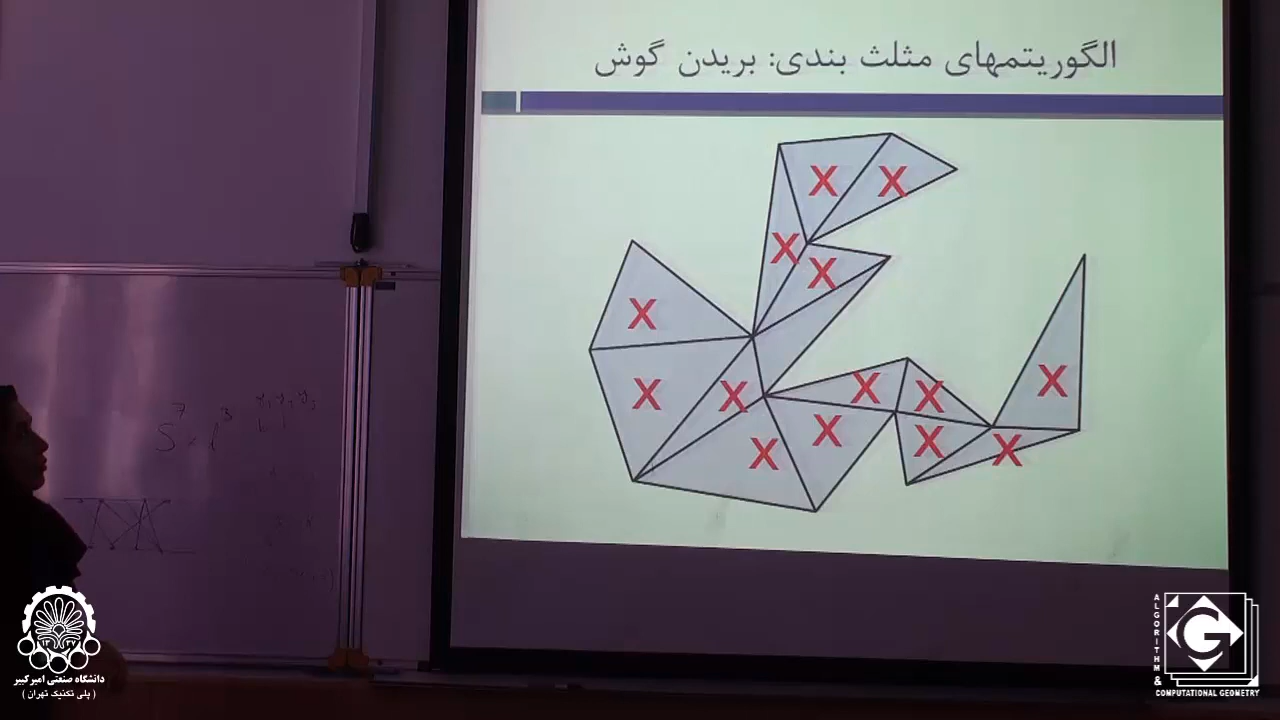 الگوریتمهای مثلث بندی: بریدن گوش
X
X
X
X
X
X
X
X
X
X
X
X
X
X
دانشگاه صنعتی امیرکبیر
( پلی تکنیک تهران )
ALGORITHM &
G
COMPUTATIONAL GEOMETRY